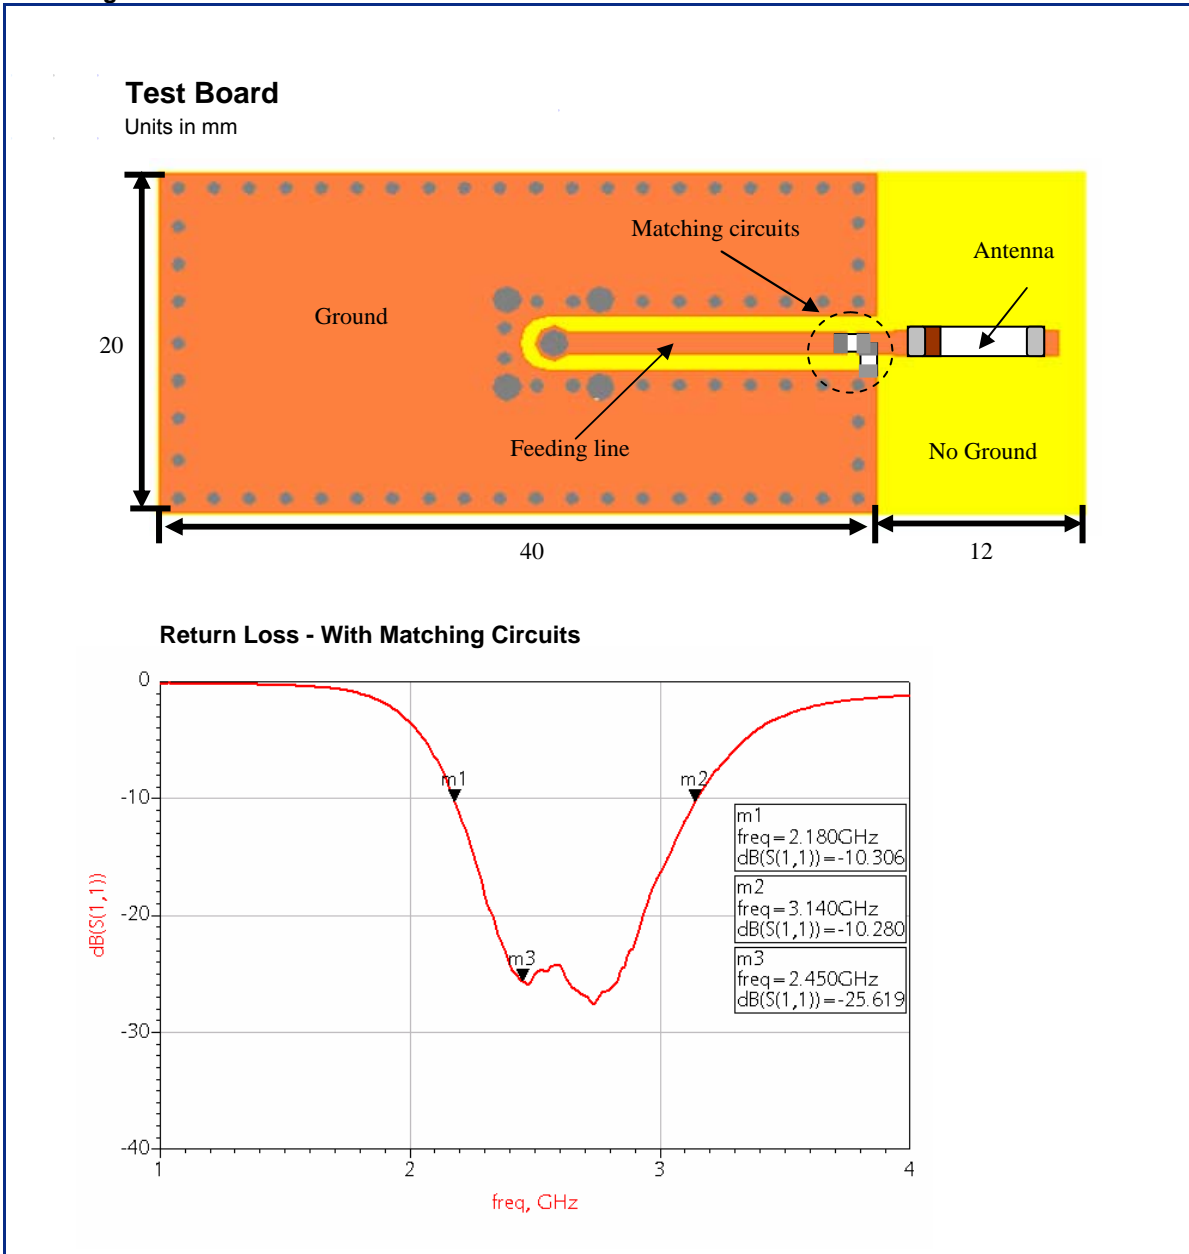 Test Board
Units in mm
Matching circuits
Antenna
Ground
20
Feeding line
No Ground
40
12
Return Loss - With Matching Circuits
0
m1
m2
-10
m1
freq=2.180GHz
dB(S(1,1))=-10.306
m2
freq=3.140GHz
dB(S(1,1))=-10.280
-20
dB(S(1,1))
m3
m3
freq=2.450GHz
dB(S(1,1))=-25.619
-30
-40
1
2
3
4
freq, GHz